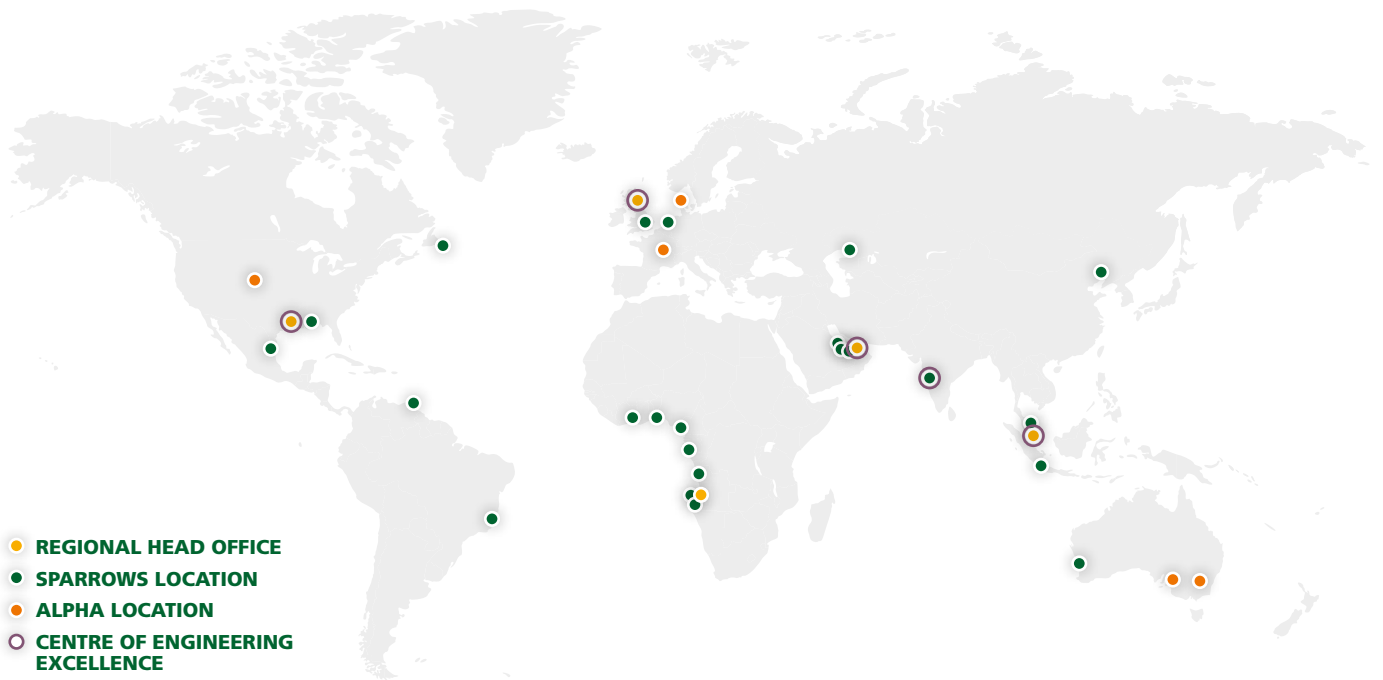 REGIONAL HEAD OFFICE
SPARROWS LOCATION
ALPHA LOCATION
CENTRE OF ENGINEERING
EXCELLENCE